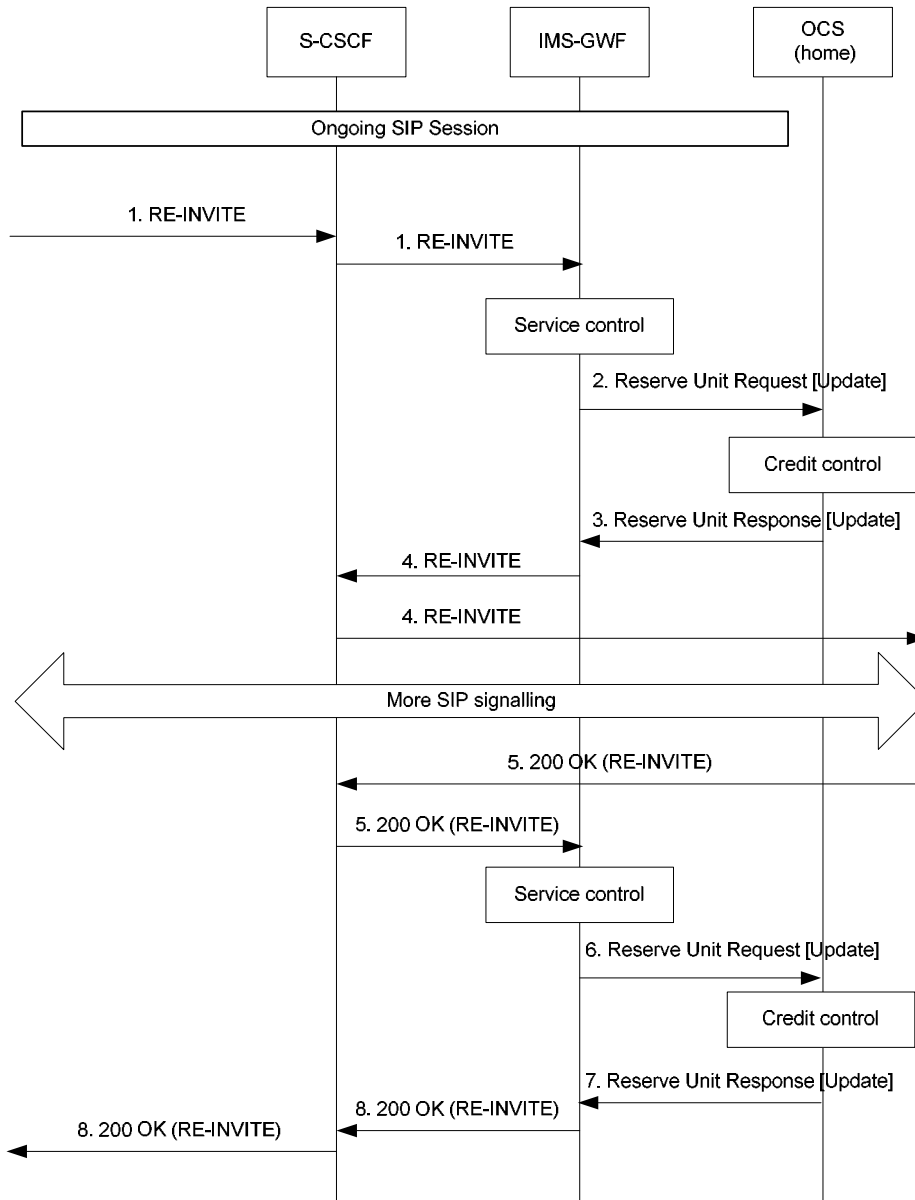 S-CSCF
IMS-GWF
OCS
(home)
Ongoing SIP Session
1. RE-INVITE
1. RE-INVITE
Service control
2. Reserve Unit Request [Update]
Credit control
3. Reserve Unit Response [Update]
4. RE-INVITE
4. RE-INVITE
More SIP signalling
5. 200 OK (RE-INVITE)
5. 200 OK (RE-INVITE)
Service control
6. Reserve Unit Request [Update]
Credit control
7. Reserve Unit Response [Update]
8. 200 OK (RE-INVITE)
8. 200 OK (RE-INVITE)